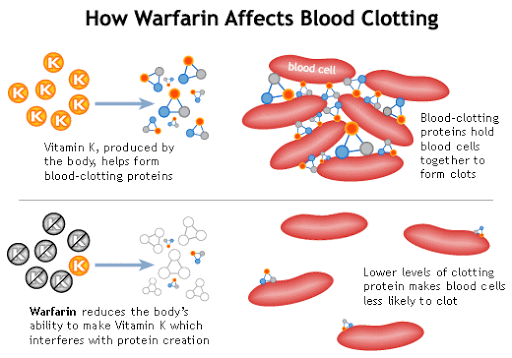 How Warfarin Affects Blood Clotting
K
K
K
K
K
K
K
Vitamin K, produced by
the body, helps form
blood-clotting proteins
blood cell
Blood-clotting
proteins hold
blood cells
together to
form clots
K
K
K
K
K
K
K
Warfarin reduces the body's
ability to make Vitamin K which
interferes with protein creation
Lower levels of clotting
protein makes blood cells
less likely to clot